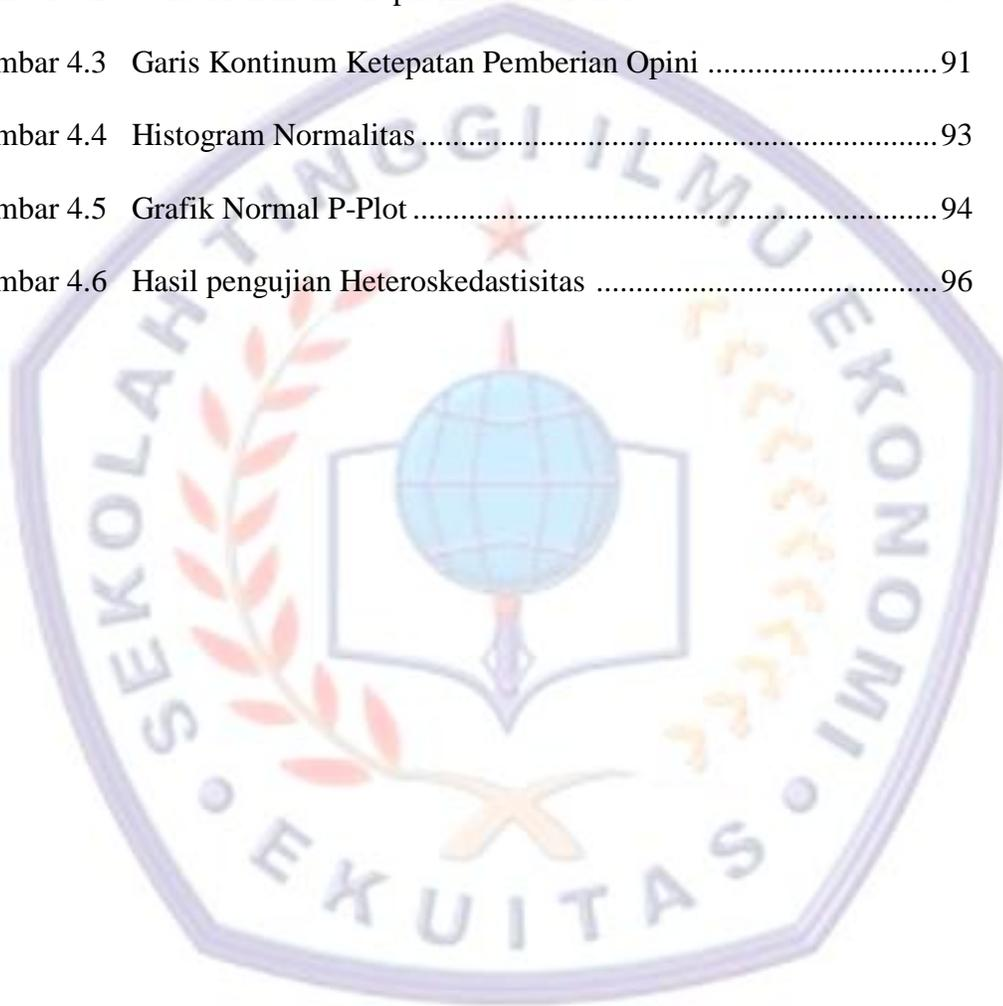 mbar 4.3 Garis Kontinum Ketepatan Pemberian Opini ............................. 91
mbar 4.4 Histogram Normalitas ................................................................. 93
mbar 4.5 Grafik Normal P-Plot .................................................................. 94
mbar 4.6 Hasil pengujian Heteroskedastisitas ........................................... 96
SEKOLAH TINGGI ILMU EKONOMI
• EKUITAS •